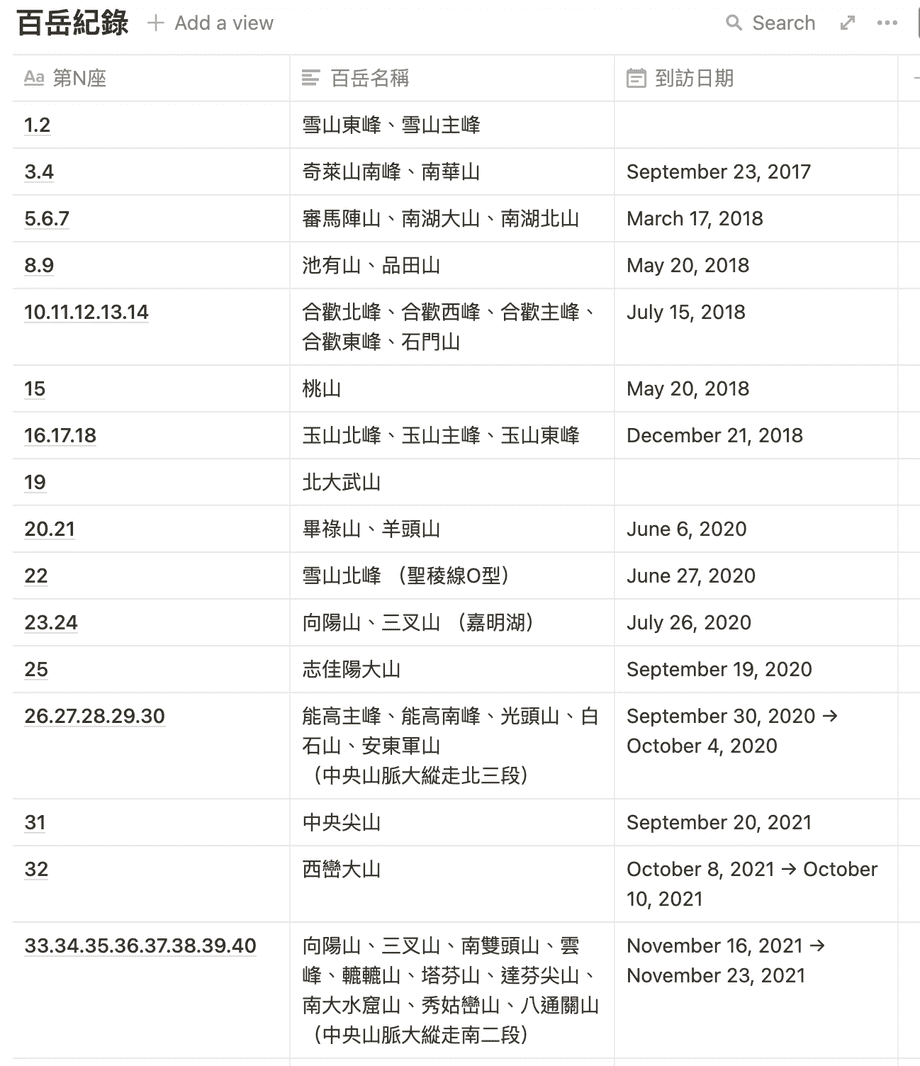 百岳紀錄 + Add a view Search
Aa 第N座 百岳名稱 到訪日期
1.2 雪山東峰、雪山主峰
3.4 奇萊山南峰、南華山 September 23, 2017
5.6.7 審馬陣山、南湖大山、南湖北山 March 17, 2018
8.9 池有山、品田山 May 20, 2018
10.11.12.13.14 合歡北峰、合歡西峰、合歡主峰、 July 15, 2018
合歡東峰、石門山
15 桃山 May 20, 2018
16.17.18 玉山北峰、玉山主峰、玉山東峰 December 21, 2018
19 北大武山
20.21 畢祿山、羊頭山 June 6, 2020
22 雪山北峰 （聖稜線O型） June 27, 2020
23.24 向陽山、三叉山 （嘉明湖） July 26, 2020
25 志佳陽大山 September 19, 2020
26.27.28.29.30 能高主峰、能高南峰、光頭山、白 September 30, 2020 →
石山、安東軍山 October 4, 2020
（中央山脈大縱走北三段）
31 中央尖山 September 20, 2021
32 西巒大山 October 8, 2021 → October
10, 2021
33.34.35.36.37.38.39.40 向陽山、三叉山、南雙頭山、雲 November 16, 2021 →
峰、轆轆山、塔芬山、達芬尖山、 November 23, 2021
南大水窟山、秀姑巒山、八通關山
（中央山脈大縱走南二段）